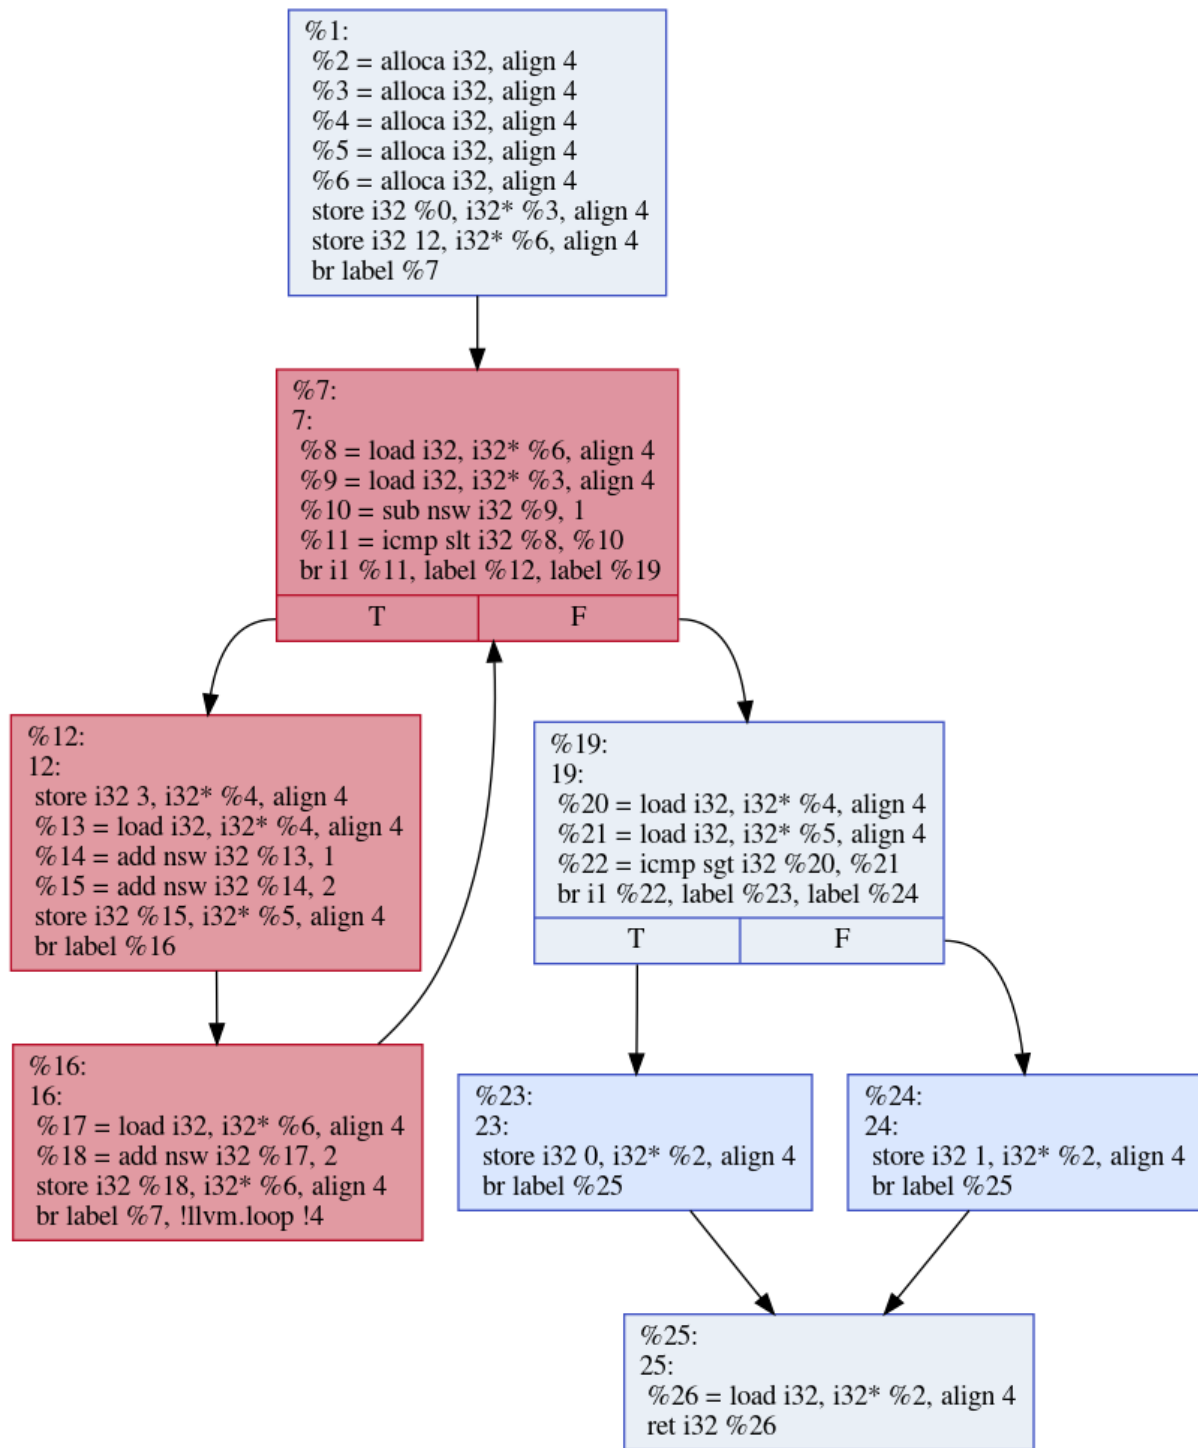 %1:
%2 = alloca i32, align 4
%3 = alloca i32, align 4
%4 = alloca i32, align 4
%5 = alloca i32, align 4
%6 = alloca i32, align 4
store i32 %0, i32* %3, align 4
store i32 12, i32* %6, align 4
br label %7
%7:
7:
%8 = load i32, i32* %6, align 4
%9 = load i32, i32* %3, align 4
%10 = sub nsw i32 %9, 1
%11 = icmp slt i32 %8, %10
br i1 %11, label %12, label %19
T F
%12:
12:
store i32 3, i32* %4, align 4
%13 = load i32, i32* %4, align 4
%14 = add nsw i32 %13, 1
%15 = add nsw i32 %14, 2
store i32 %15, i32* %5, align 4
br label %16
%19:
19:
%20 = load i32, i32* %4, align 4
%21 = load i32, i32* %5, align 4
%22 = icmp sgt i32 %20, %21
br i1 %22, label %23, label %24
T F
%16:
16:
%17 = load i32, i32* %6, align 4
%18 = add nsw i32 %17, 2
store i32 %18, i32* %6, align 4
br label %7, !llvm.loop !4
%23:
23:
store i32 0, i32* %2, align 4
br label %25
%24:
24:
store i32 1, i32* %2, align 4
br label %25
%25:
25:
%26 = load i32, i32* %2, align 4
ret i32 %26